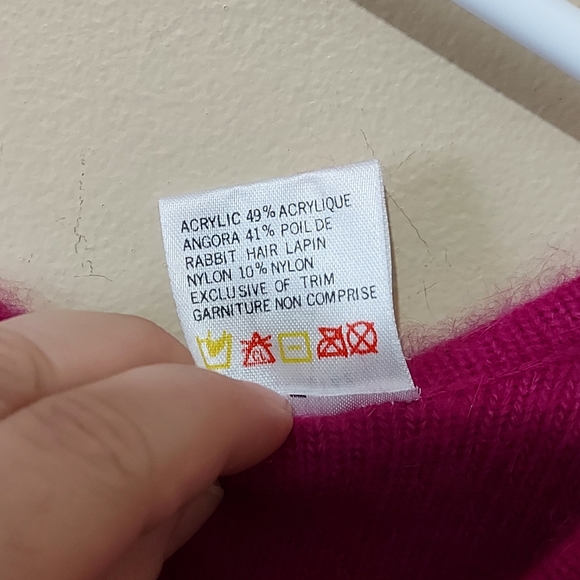 ACRYLIC 49% ACRYLIQUE
ANGORA 41% POIL DE
RABBIT HAIR LAPIN
NYLON 10% NYLON
EXCLUSIVE OF TRIM
GARNITURE NON COMPRISE
CL